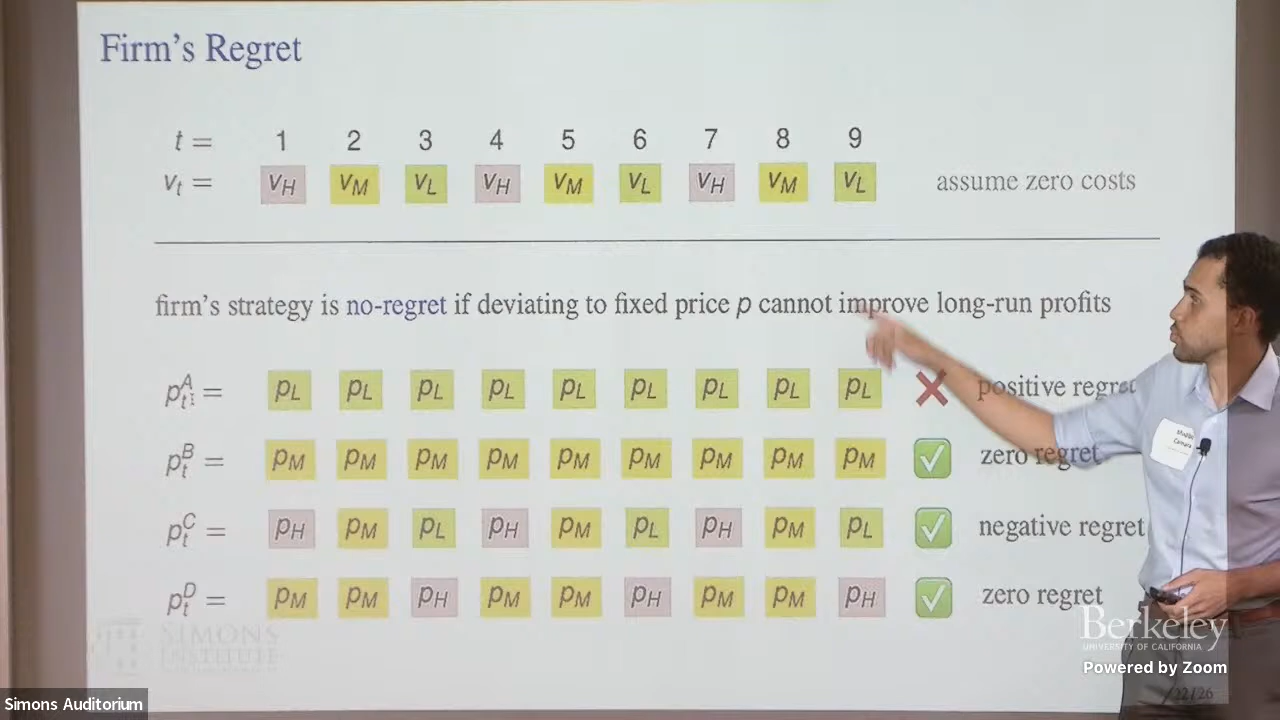 Firm's Regret
t = 1 2 3 4 5 6 7 8 9
v_t = v_H v_M v_L v_H v_M v_L v_H v_M v_L assume zero costs
firm's strategy is no-regret if deviating to fixed price p cannot improve long-run profits
p_t^A = p_L p_L p_L p_L p_L p_L p_L p_L p_L ❌ positive regret
p_t^B = p_M p_M p_M p_M p_M p_M p_M p_M p_M ✅ zero regret
p_t^C = p_H p_M p_L p_H p_M p_L p_H p_M p_L ✅ negative regret
p_t^D = p_M p_M p_H p_M p_M p_H p_M p_M p_H ✅ zero regret
SIMONS
INSTITUTE
Berkeley
UNIVERSITY OF CALIFORNIA
Powered by Zoom
22/26
Simons Auditorium